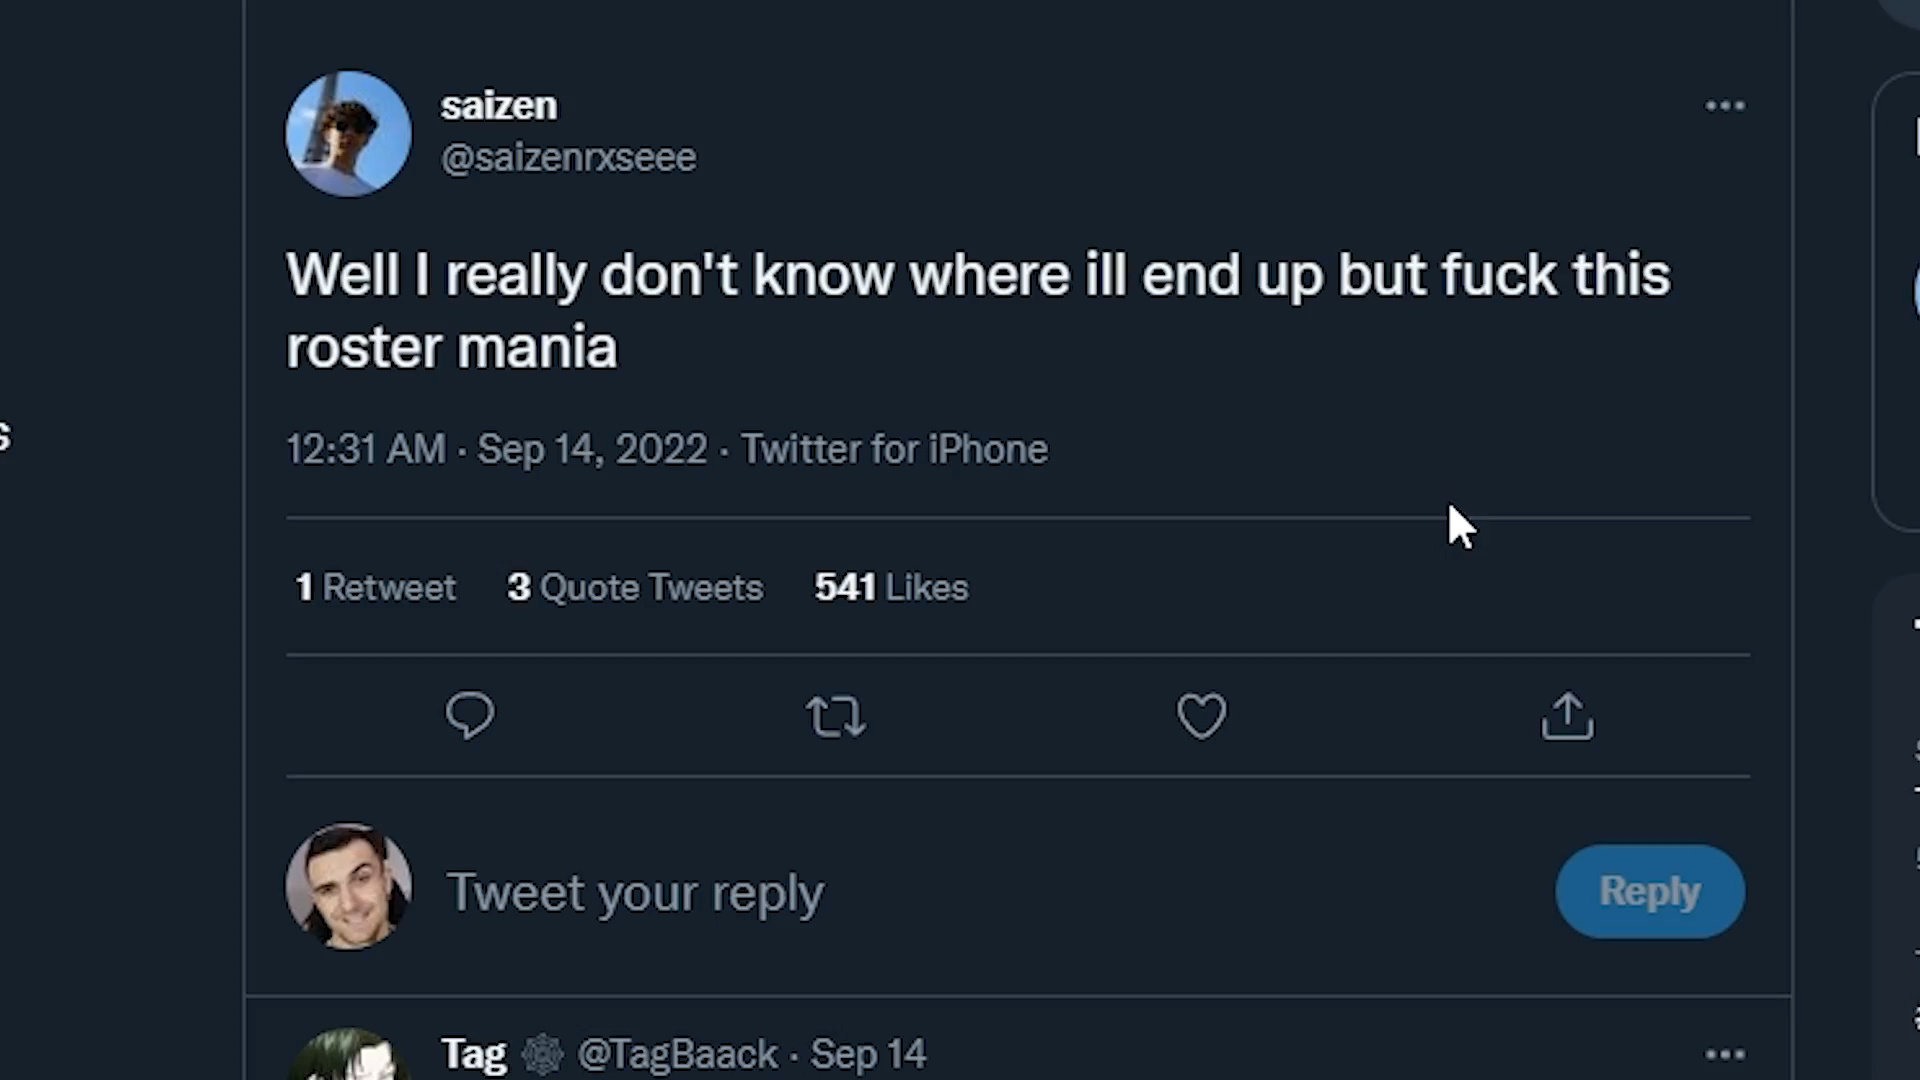 saizen
@saizenrxseee
Well I really don't know where ill end up but fuck this
roster mania
12:31 AM · Sep 14, 2022 · Twitter for iPhone
1 Retweet 3 Quote Tweets 541 Likes
Tweet your reply
Reply
Tag @TagBaack · Sep 14